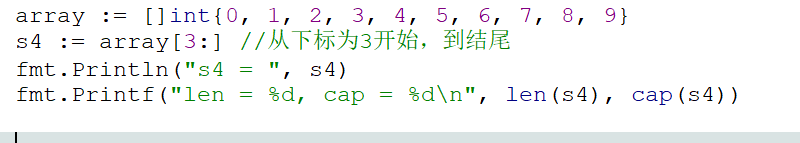 array := []int{0, 1, 2, 3, 4, 5, 6, 7, 8, 9}
s4 := array[3:] //从下标为3开始，到结尾
fmt.Println("s4 = ", s4)
fmt.Printf("len = %d, cap = %d\n", len(s4), cap(s4))